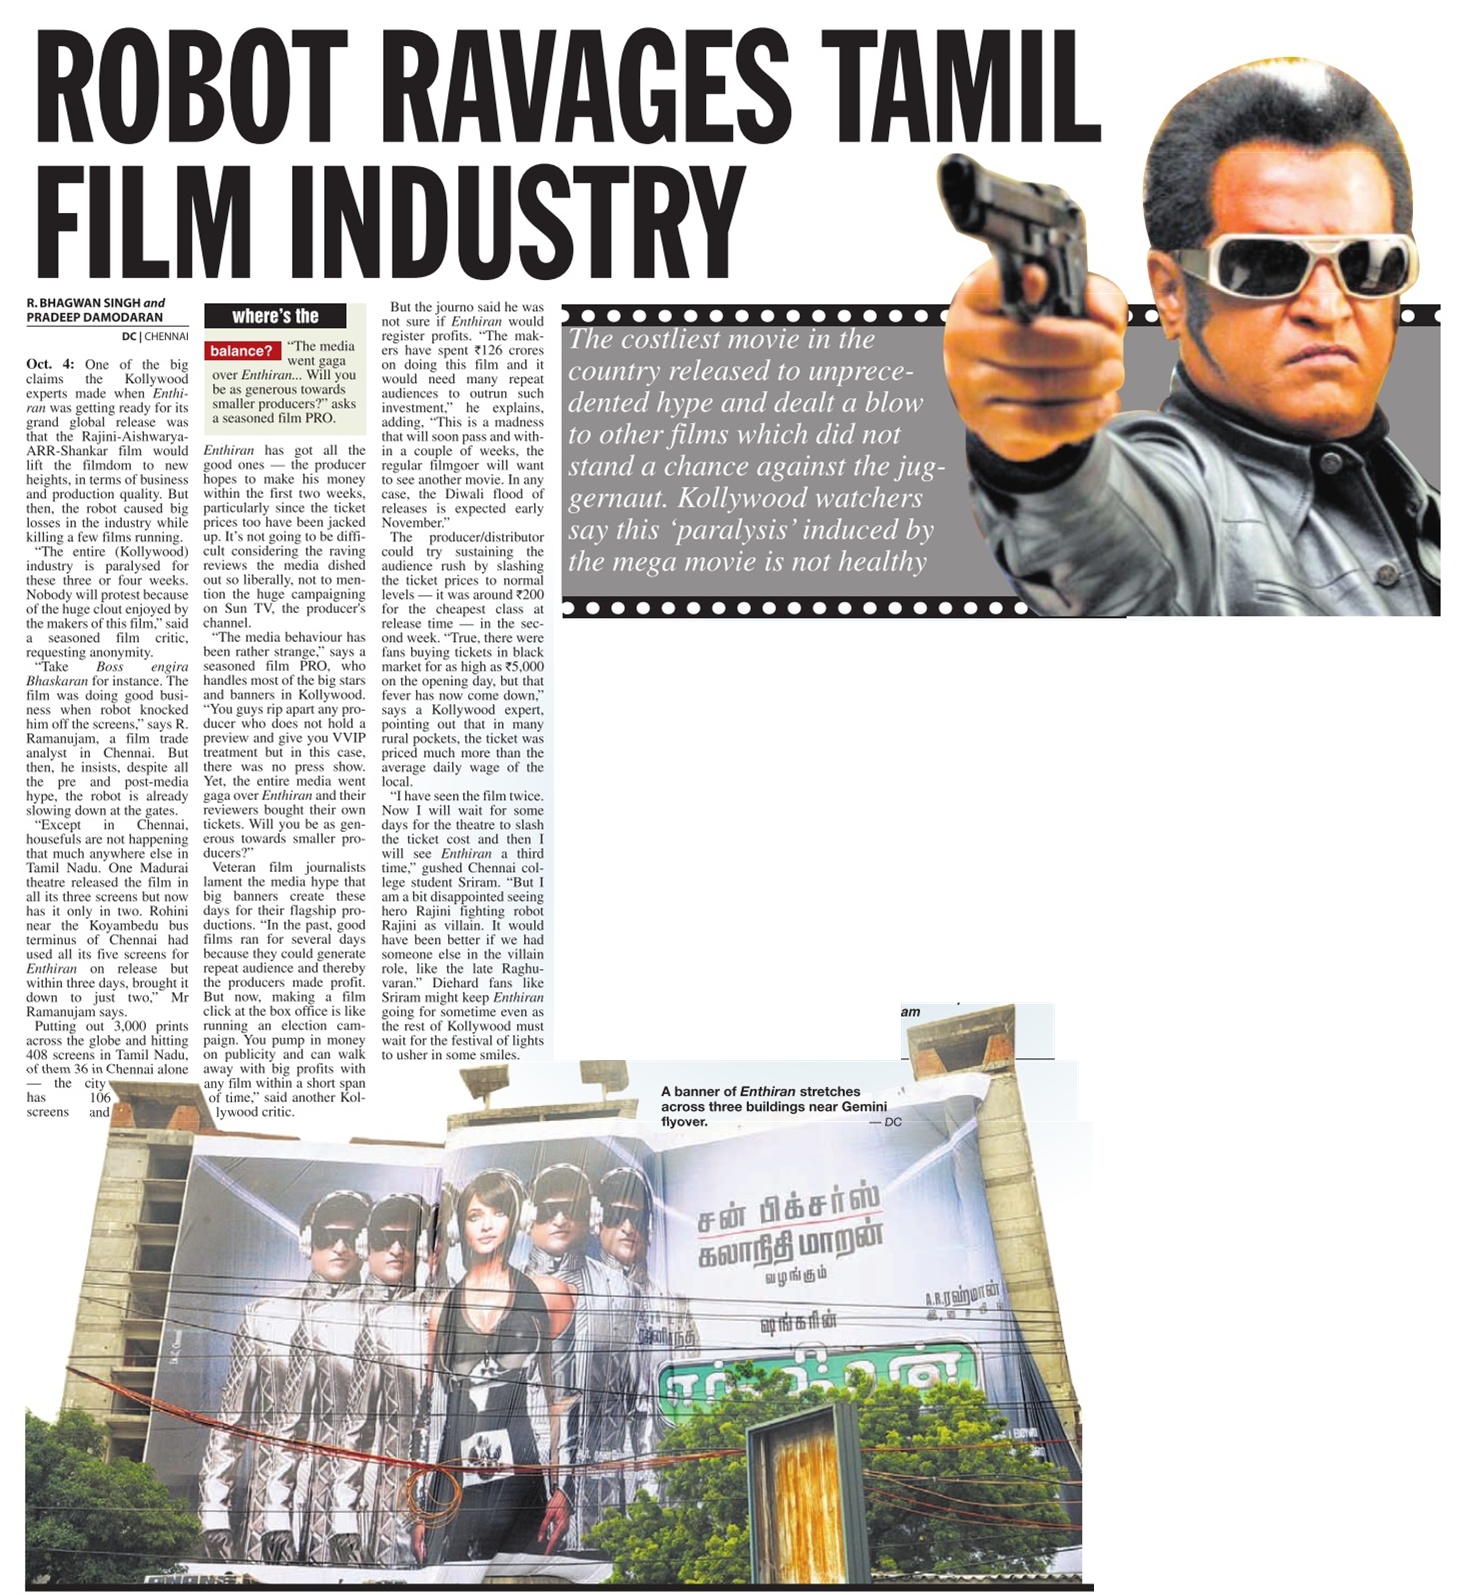 ROBOT RAVAGES TAMIL
FILM INDUSTRY
R. BHAGWAN SINGH and
PRADEEP DAMODARAN
DC | CHENNAI
Oct. 4: One of the big
claims the Kollywood
experts made when Enthi-
ran was getting ready for its
grand global release was
that the Rajini-Aishwarya-
ARR-Shankar film would
lift the filmdom to new
heights, in terms of business
and production quality. But
then, the robot caused big
losses in the industry while
killing a few films running.
“The entire (Kollywood)
industry is paralysed for
these three or four weeks.
Nobody will protest because
of the huge clout enjoyed by
the makers of this film,” said
a seasoned film critic,
requesting anonymity.
“Take Boss engira
Bhaskaran for instance. The
film was doing good busi-
ness when robot knocked
him off the screens,” says R.
Ramanujam, a film trade
analyst in Chennai. But
then, he insists, despite all
the pre and post-media
hype, the robot is already
slowing down at the gates.
“Except in Chennai,
housefuls are not happening
that much anywhere else in
Tamil Nadu. One Madurai
theatre released the film in
all its three screens but now
has it only in two. Rohini
near the Koyambedu bus
terminus of Chennai had
used all its five screens for
Enthiran on release but
within three days, brought it
down to just two,” Mr
Ramanujam says.
Putting out 3,000 prints
across the globe and hitting
408 screens in Tamil Nadu,
of them 36 in Chennai alone
— the city
has 106
screens and
where's the
balance?
“The media
went gaga
over Enthiran... Will you
be as generous towards
smaller producers?” asks
a seasoned film PRO.
Enthiran has got all the
good ones — the producer
hopes to make his money
within the first two weeks,
particularly since the ticket
prices too have been jacked
up. It’s not going to be diffi-
cult considering the raving
reviews the media dished
out so liberally, not to men-
tion the huge campaigning
on Sun TV, the producer's
channel.
“The media behaviour has
been rather strange,” says a
seasoned film PRO, who
handles most of the big stars
and banners in Kollywood.
“You guys rip apart any pro-
ducer who does not hold a
preview and give you VVIP
treatment but in this case,
there was no press show.
Yet, the entire media went
gaga over Enthiran and their
reviewers bought their own
tickets. Will you be as gen-
erous towards smaller pro-
ducers?”
Veteran film journalists
lament the media hype that
big banners create these
days for their flagship pro-
ductions. “In the past, good
films ran for several days
because they could generate
repeat audience and thereby
the producers made profit.
But now, making a film
click at the box office is like
running an election cam-
paign. You pump in money
on publicity and can walk
away with big profits with
any film within a short span
of time,” said another Kol-
lywood critic.
But the journo said he was
not sure if Enthiran would
register profits. “The mak-
ers have spent ₹126 crores
on doing this film and it
would need many repeat
audiences to outrun such
investment,” he explains,
adding, “This is a madness
that will soon pass and with-
in a couple of weeks, the
regular filmgoer will want
to see another movie. In any
case, the Diwali flood of
releases is expected early
November.”
The producer/distributor
could try sustaining the
audience rush by slashing
the ticket prices to normal
levels — it was around ₹200
for the cheapest class at
release time — in the sec-
ond week. “True, there were
fans buying tickets in black
market for as high as ₹5,000
on the opening day, but that
fever has now come down,”
says a Kollywood expert,
pointing out that in many
rural pockets, the ticket was
priced much more than the
average daily wage of the
local.
“I have seen the film twice.
Now I will wait for some
days for the theatre to slash
the ticket cost and then I
will see Enthiran a third
time,” gushed Chennai col-
lege student Sriram. “But I
am a bit disappointed seeing
hero Rajini fighting robot
Rajini as villain. It would
have been better if we had
someone else in the villain
role, like the late Raghu-
varan.” Diehard fans like
Sriram might keep Enthiran
going for sometime even as
the rest of Kollywood must
wait for the festival of lights
to usher in some smiles.
The costliest movie in the
country released to unprece-
dented hype and dealt a blow
to other films which did not
stand a chance against the jug-
gernaut. Kollywood watchers
say this ‘paralysis’ induced by
the mega movie is not healthy
am
A banner of Enthiran stretches
across three buildings near Gemini
flyover. — DC
சன் பிக்சர்ஸ்
கலாநிதி மாறன்
வழங்கும்
A.R.ரஹ்மான்
ஷங்கரின்
எந்திரன்